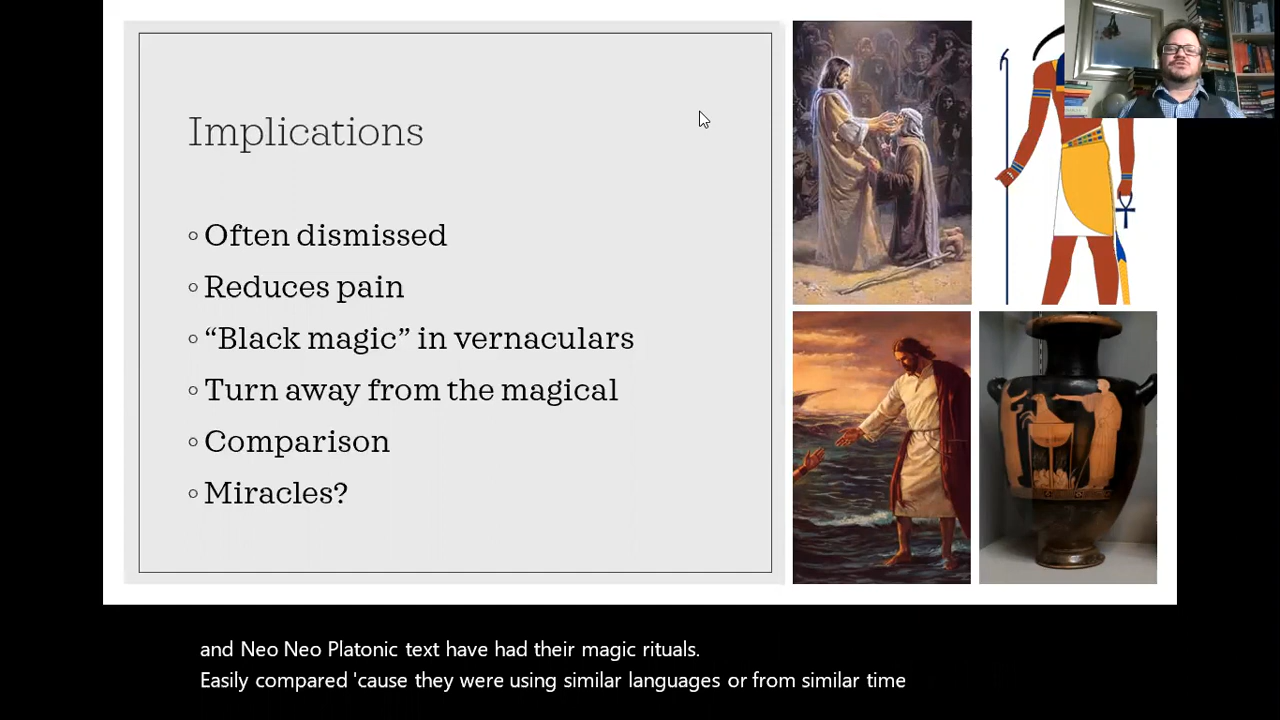 Implications
◦ Often dismissed
◦ Reduces pain
◦ “Black magic” in vernaculars
◦ Turn away from the magical
◦ Comparison
◦ Miracles?
and Neo Neo Platonic text have had their magic rituals.
Easily compared 'cause they were using similar languages or from similar time